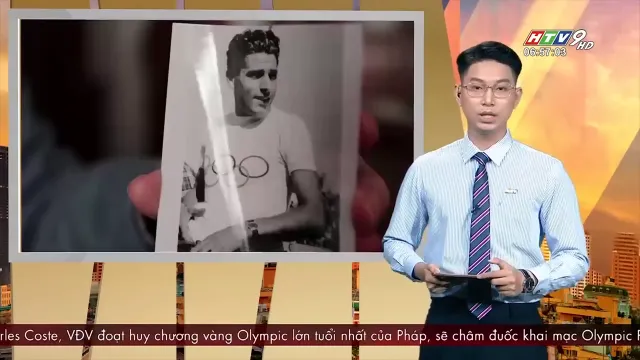 HTV9 HD
06:57:03
rles Coste, VĐV đoạt huy chương vàng Olympic lớn tuổi nhất của Pháp, sẽ châm đuốc khai mạc Olympic P